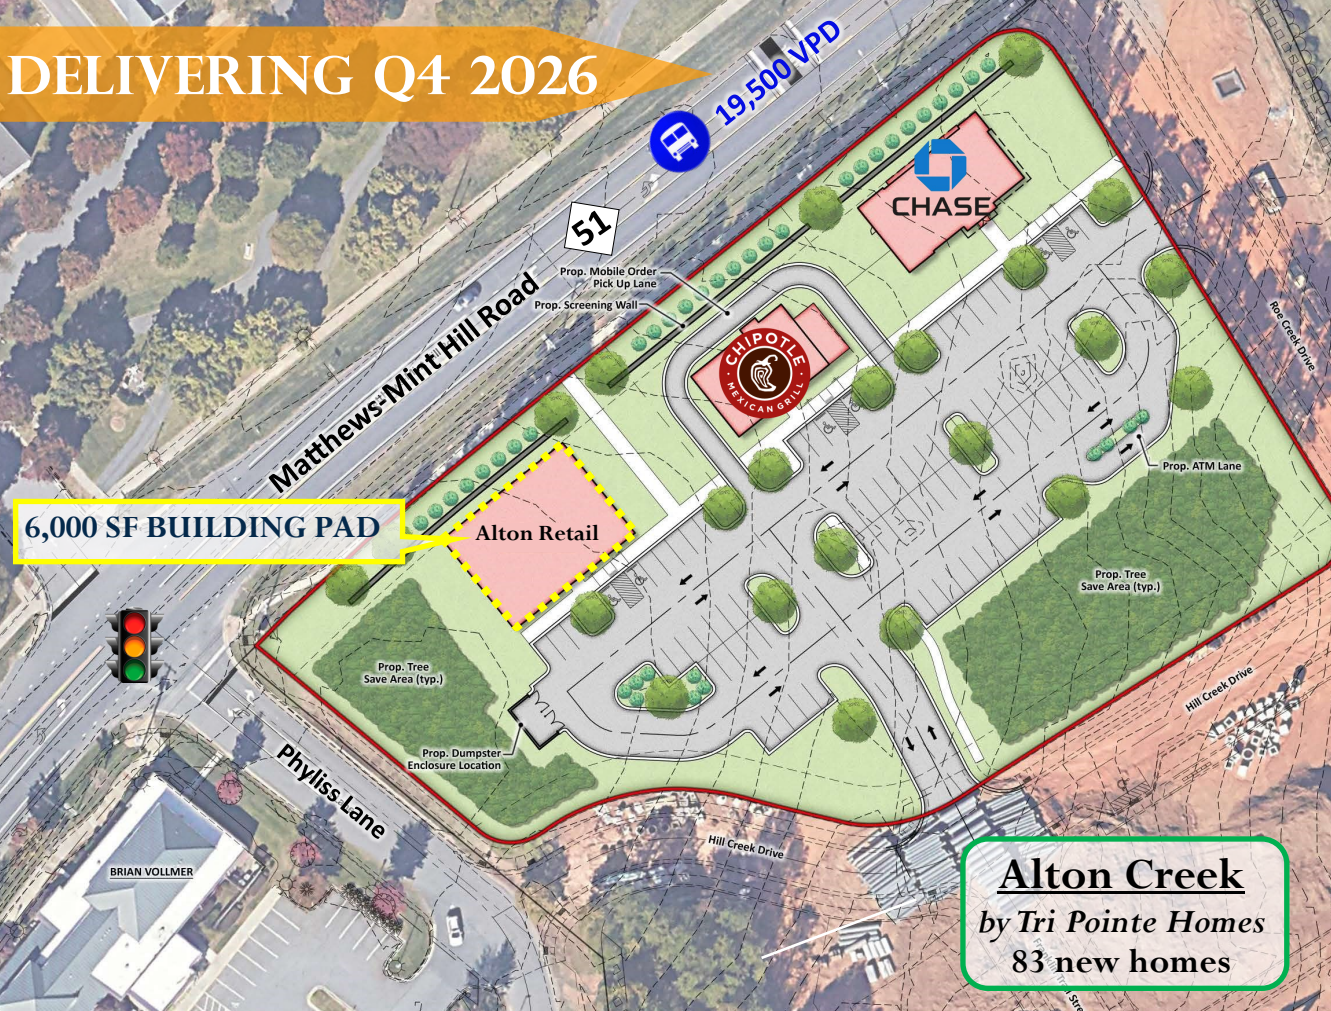 DELIVERING Q4 2026
19,500 VPD
51
Matthews-Mint Hill Road
Prop. Mobile Order
Pick Up Lane
Prop. Screening Wall
CHASE
CHIPOTLE
MEXICAN GRILL
Roe Creek Drive
6,000 SF BUILDING PAD
Alton Retail
Prop. ATM Lane
Prop. Tree
Save Area (typ.)
Prop. Tree
Save Area (typ.)
Hill Creek Drive
Prop. Dumpster
Enclosure Location
Phyliss Lane
Hill Creek Drive
BRIAN VOLLMER
Alton Creek
by Tri Pointe Homes
83 new homes